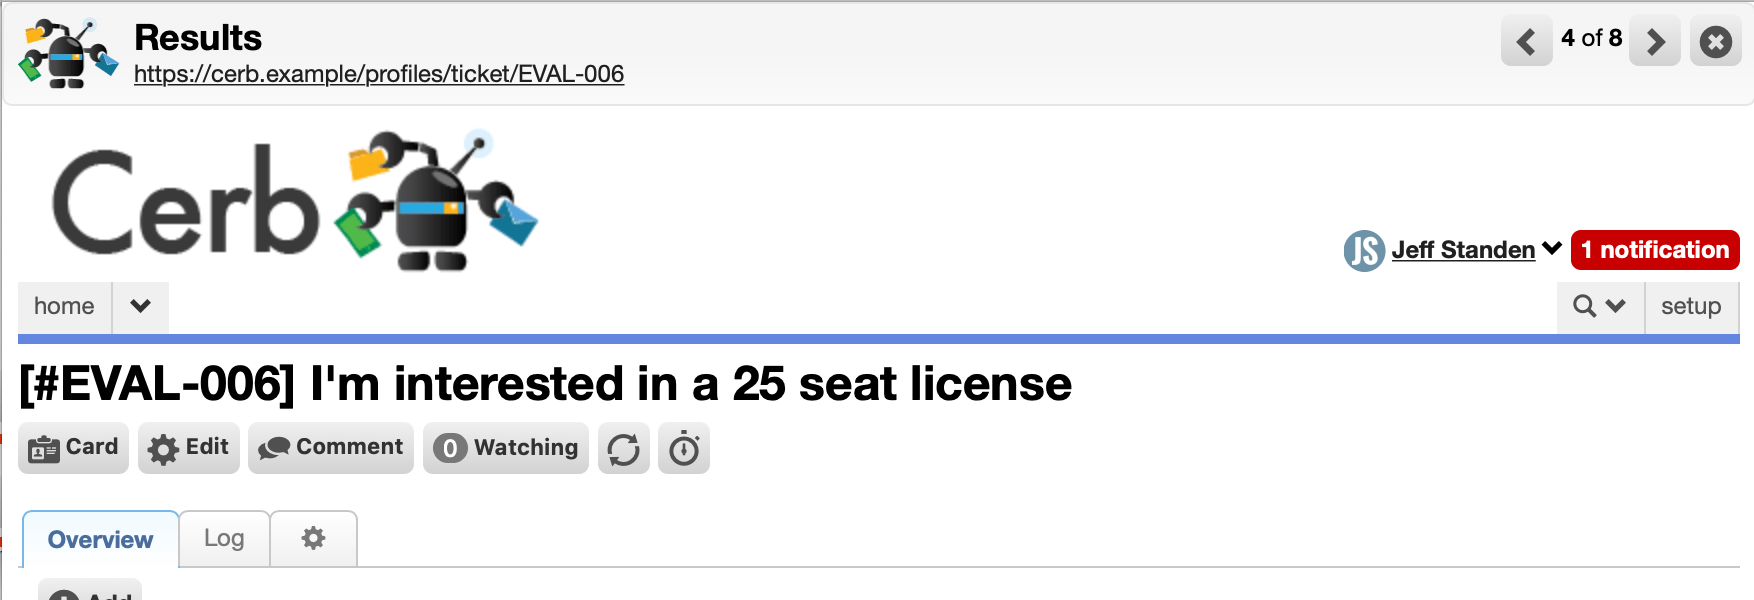 Results
https://cerb.example/profiles/ticket/EVAL-006
4 of 8
Cerb
JS Jeff Standen 1 notification
home
setup
[#EVAL-006] I'm interested in a 25 seat license
Card Edit Comment 0 Watching
Overview Log
Add